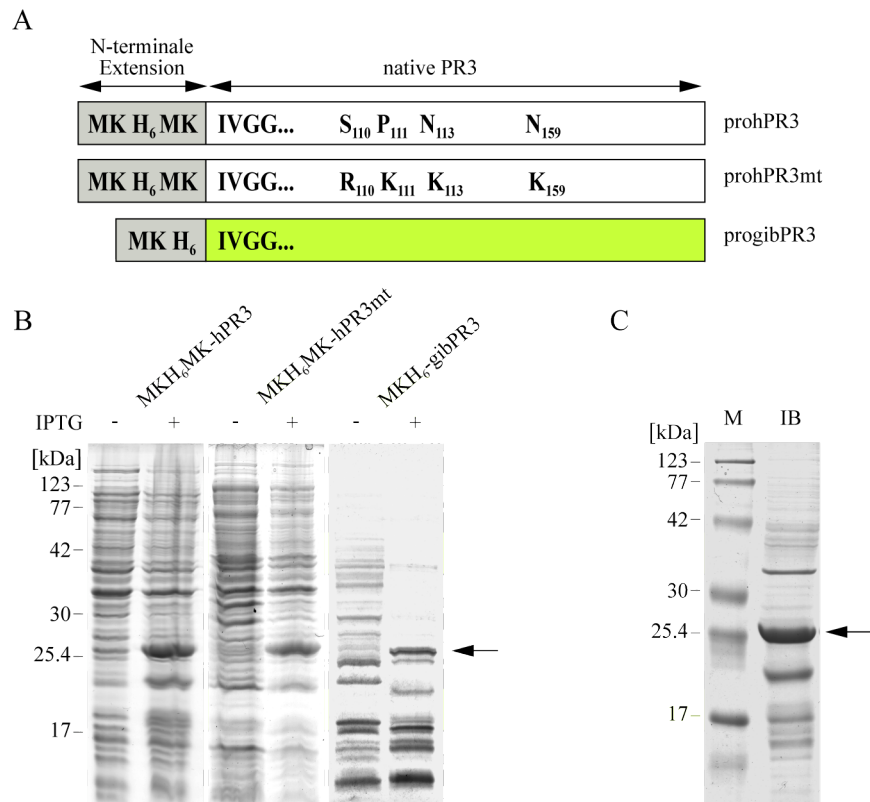 A
N-terminale
Extension
native PR3
MK H₆ MK IVGG... S₁₁₀ P₁₁₁ N₁₁₃ N₁₅₉ prohPR3
MK H₆ MK IVGG... R₁₁₀ K₁₁₁ K₁₁₃ K₁₅₉ prohPR3mt
MK H₆ IVGG... progibPR3
B
MKH₆MK-hPR3
MKH₆MK-hPR3mt
MKH₆-gibPR3
IPTG - + - + - +
[kDa]
123
77
42
30
25.4
17
C
M IB
[kDa]
123
77
42
30
25.4
17